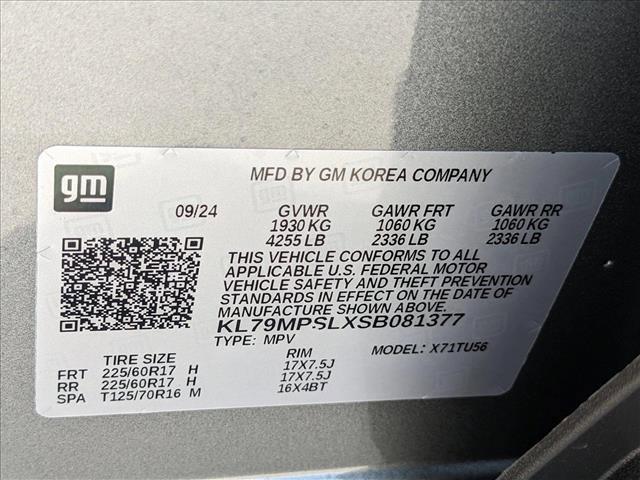 gm
MFD BY GM KOREA COMPANY
09/24 GVWR GAWR FRT GAWR RR
1930 KG 1060 KG 1060 KG
4255 LB 2336 LB 2336 LB
THIS VEHICLE CONFORMS TO ALL
APPLICABLE U.S. FEDERAL MOTOR
VEHICLE SAFETY AND THEFT PREVENTION
STANDARDS IN EFFECT ON THE DATE OF
MANUFACTURE SHOWN ABOVE.
KL79MPSLXSB081377
TYPE: MPV MODEL: X71TU56
TIRE SIZE RIM
FRT 225/60R17 H 17X7.5J
RR 225/60R17 H 17X7.5J
SPA T125/70R16 M 16X4BT